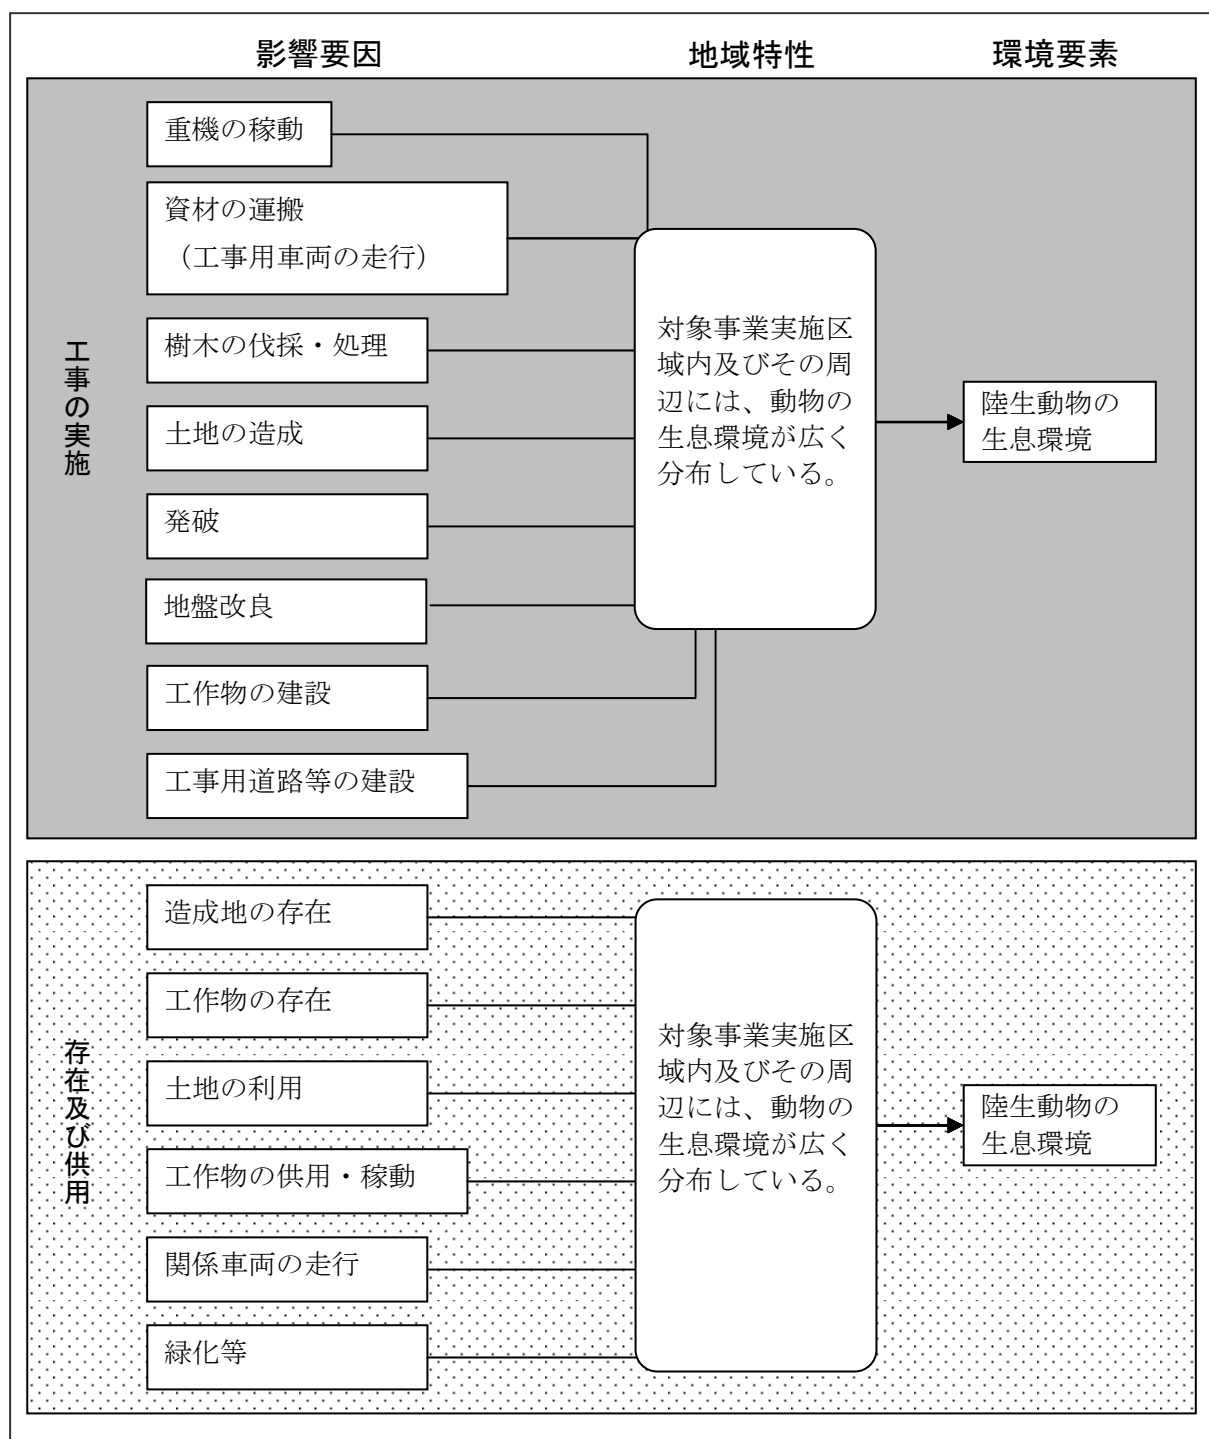 影響要因
地域特性
環境要素
工事の実施
重機の稼動
資材の運搬
（工事用車両の走行）
樹木の伐採・処理
土地の造成
発破
地盤改良
工作物の建設
工事用道路等の建設
対象事業実施区
域内及びその周
辺には、動物の
生息環境が広く
分布している。
陸生動物の
生息環境
存在及び供用
造成地の存在
工作物の存在
土地の利用
工作物の供用・稼動
関係車両の走行
緑化等
対象事業実施区
域内及びその周
辺には、動物の
生息環境が広く
分布している。
陸生動物の
生息環境